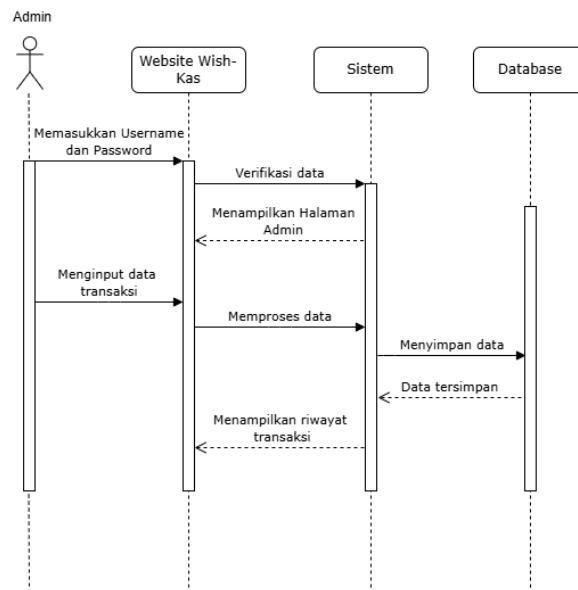 Admin
Website Wish-
Kas
Sistem
Database
Memasukkan Username
dan Password
Verifikasi data
Menampilkan Halaman
Admin
Menginput data
transaksi
Memproses data
Menyimpan data
Data tersimpan
Menampilkan riwayat
transaksi